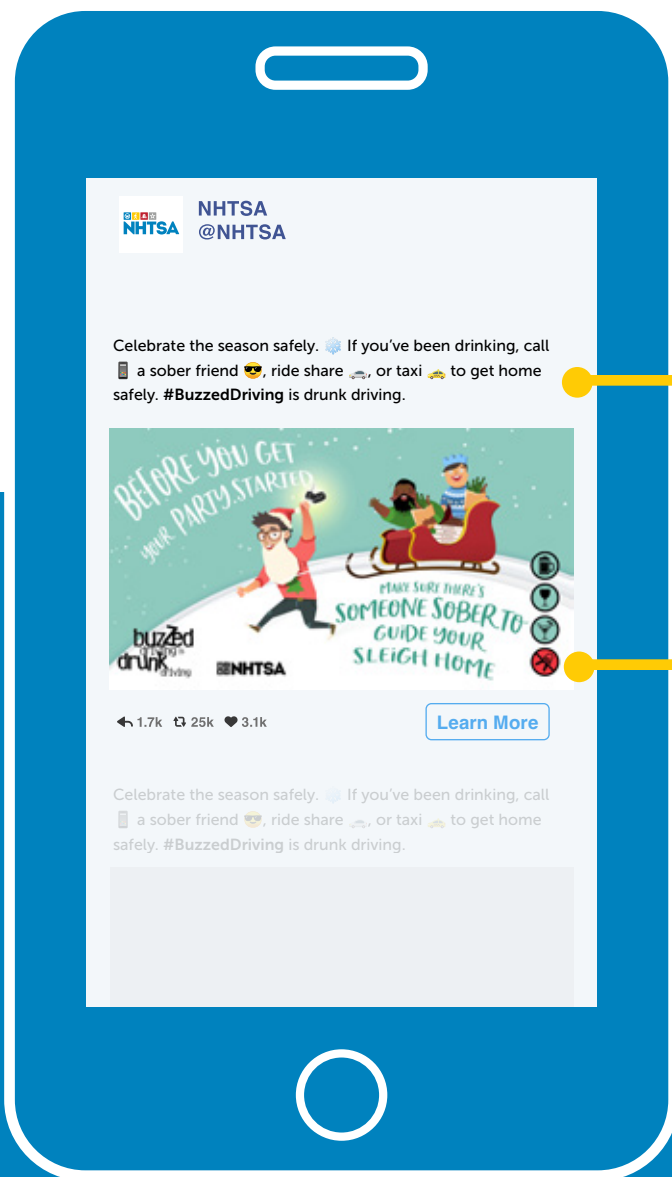 NHTSA
NHTSA
@NHTSA
Celebrate the season safely. ❄️ If you’ve been drinking, call
📱 a sober friend 😎, ride share 🚗, or taxi 🚕 to get home
safely. #BuzzedDriving is drunk driving.
BEFORE YOU GET
YOUR PARTY STARTED
MAKE SURE THERE'S
SOMEONE SOBER TO
GUIDE YOUR
SLEIGH HOME
buzzed
driving is
drunk
driving
NHTSA
1.7k 25k 3.1k
Learn More
Celebrate the season safely. ❄️ If you’ve been drinking, call
📱 a sober friend 😎, ride share 🚗, or taxi 🚕 to get home
safely. #BuzzedDriving is drunk driving.